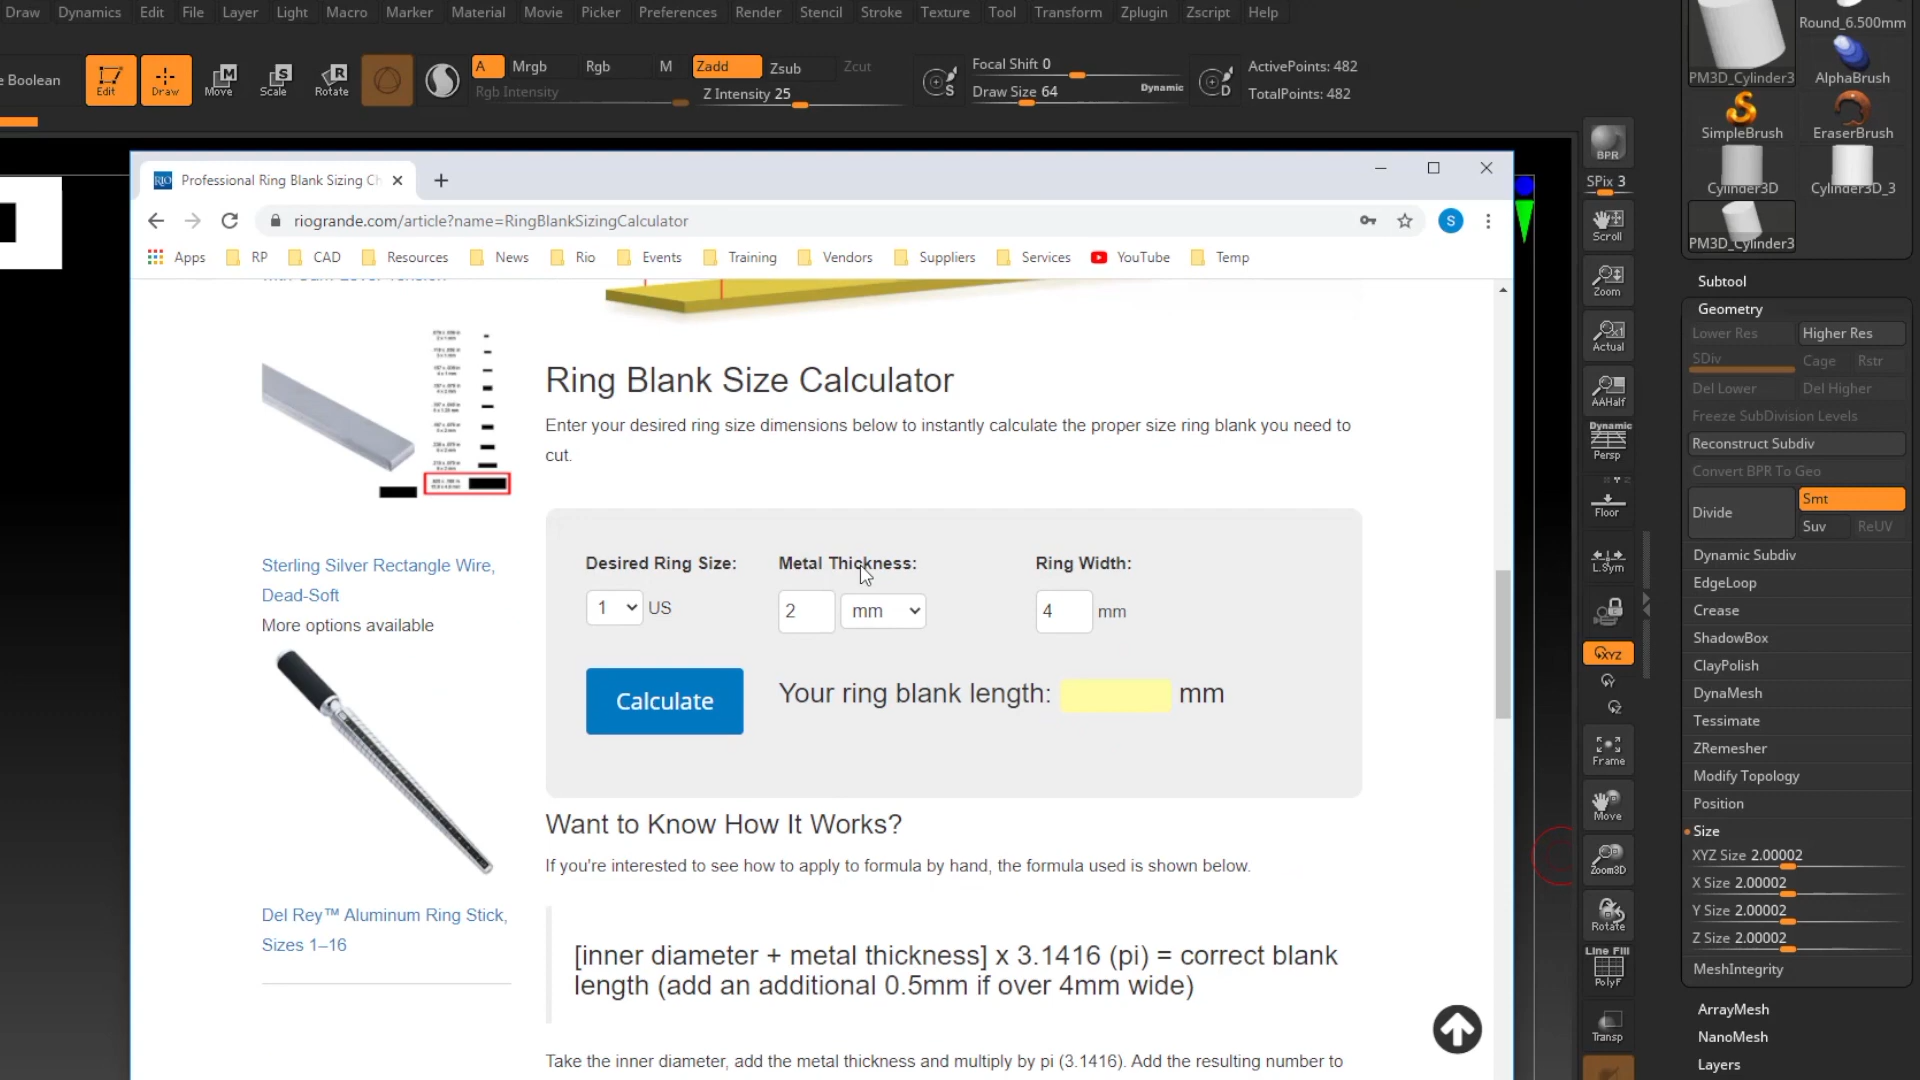 Draw Dynamics Edit File Layer Light Macro Marker Material Movie Picker Preferences Render Stencil Stroke Texture Tool Transform Zplugin Zscript Help
Boolean
Edit Draw Move Scale Rotate
A Mrgb Rgb M
Rgb Intensity
Zadd Zsub Zcut
Z Intensity 25
Focal Shift 0
Draw Size 64 Dynamic
ActivePoints: 482
TotalPoints: 482
Professional Ring Blank Sizing Ch
riogrande.com/article?name=RingBlankSizingCalculator
S
Apps RP CAD Resources News Rio Events Training Vendors Suppliers Services YouTube Temp
Ring Blank Size Calculator
Enter your desired ring size dimensions below to instantly calculate the proper size ring blank you need to
cut.
Desired Ring Size: Metal Thickness: Ring Width:
1 US 2 mm 4 mm
Calculate
Your ring blank length: mm
Want to Know How It Works?
If you're interested to see how to apply to formula by hand, the formula used is shown below.
[inner diameter + metal thickness] x 3.1416 (pi) = correct blank
length (add an additional 0.5mm if over 4mm wide)
Take the inner diameter, add the metal thickness and multiply by pi (3.1416). Add the resulting number to
Sterling Silver Rectangle Wire,
Dead-Soft
More options available
Del Rey™ Aluminum Ring Stick,
Sizes 1–16
BPR
SPix 3
Scroll
Zoom
Actual
AAHalf
Dynamic
Persp
Floor
L.Sym
XYZ
Frame
Move
Zoom3D
Rotate
Line Fill
PolyF
Transp
Round_6.500mm
PM3D_Cylinder3 AlphaBrush
SimpleBrush EraserBrush
Cylinder3D Cylinder3D_3
PM3D_Cylinder3
Subtool
Geometry
Lower Res Higher Res
SDiv Cage Rstr
Del Lower Del Higher
Freeze SubDivision Levels
Reconstruct Subdiv
Convert BPR To Geo
Divide Smt
Suv ReUV
Dynamic Subdiv
EdgeLoop
Crease
ShadowBox
ClayPolish
DynaMesh
Tessimate
ZRemesher
Modify Topology
Position
Size
XYZ Size 2.00002
X Size 2.00002
Y Size 2.00002
Z Size 2.00002
MeshIntegrity
ArrayMesh
NanoMesh
Layers